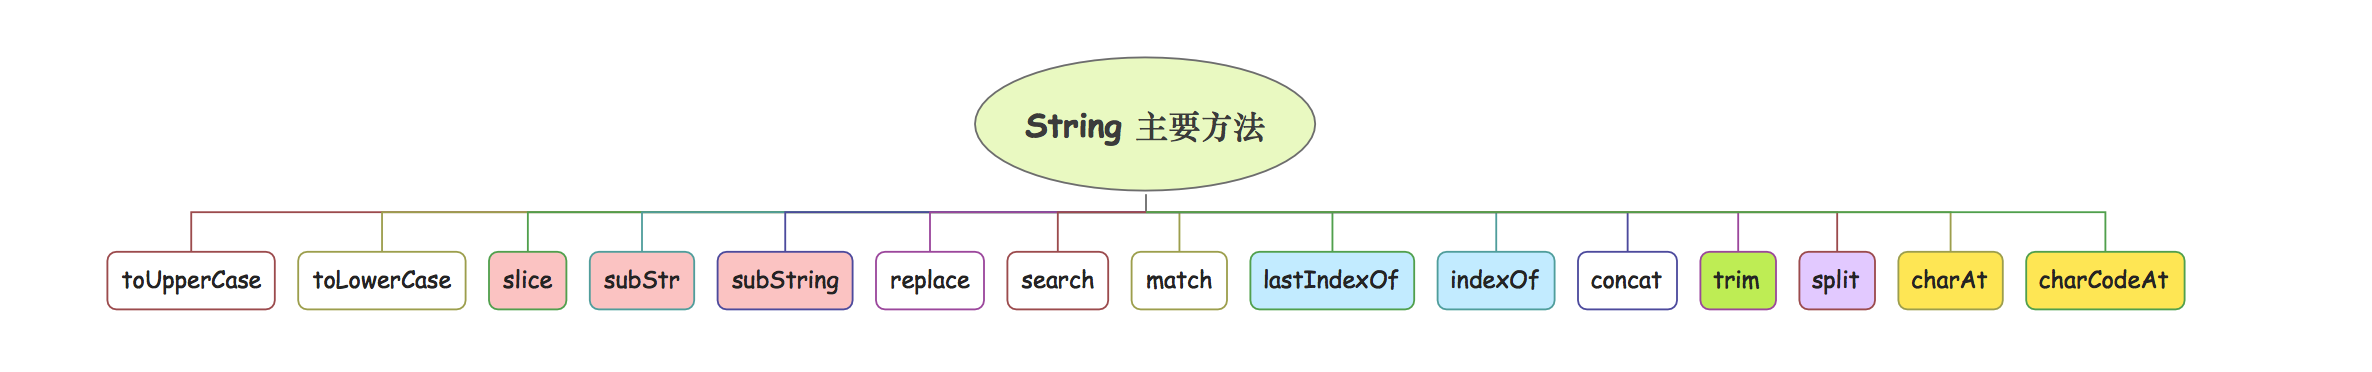 String 主要方法
toUpperCase
toLowerCase
slice
subStr
subString
replace
search
match
lastIndexOf
indexOf
concat
trim
split
charAt
charCodeAt